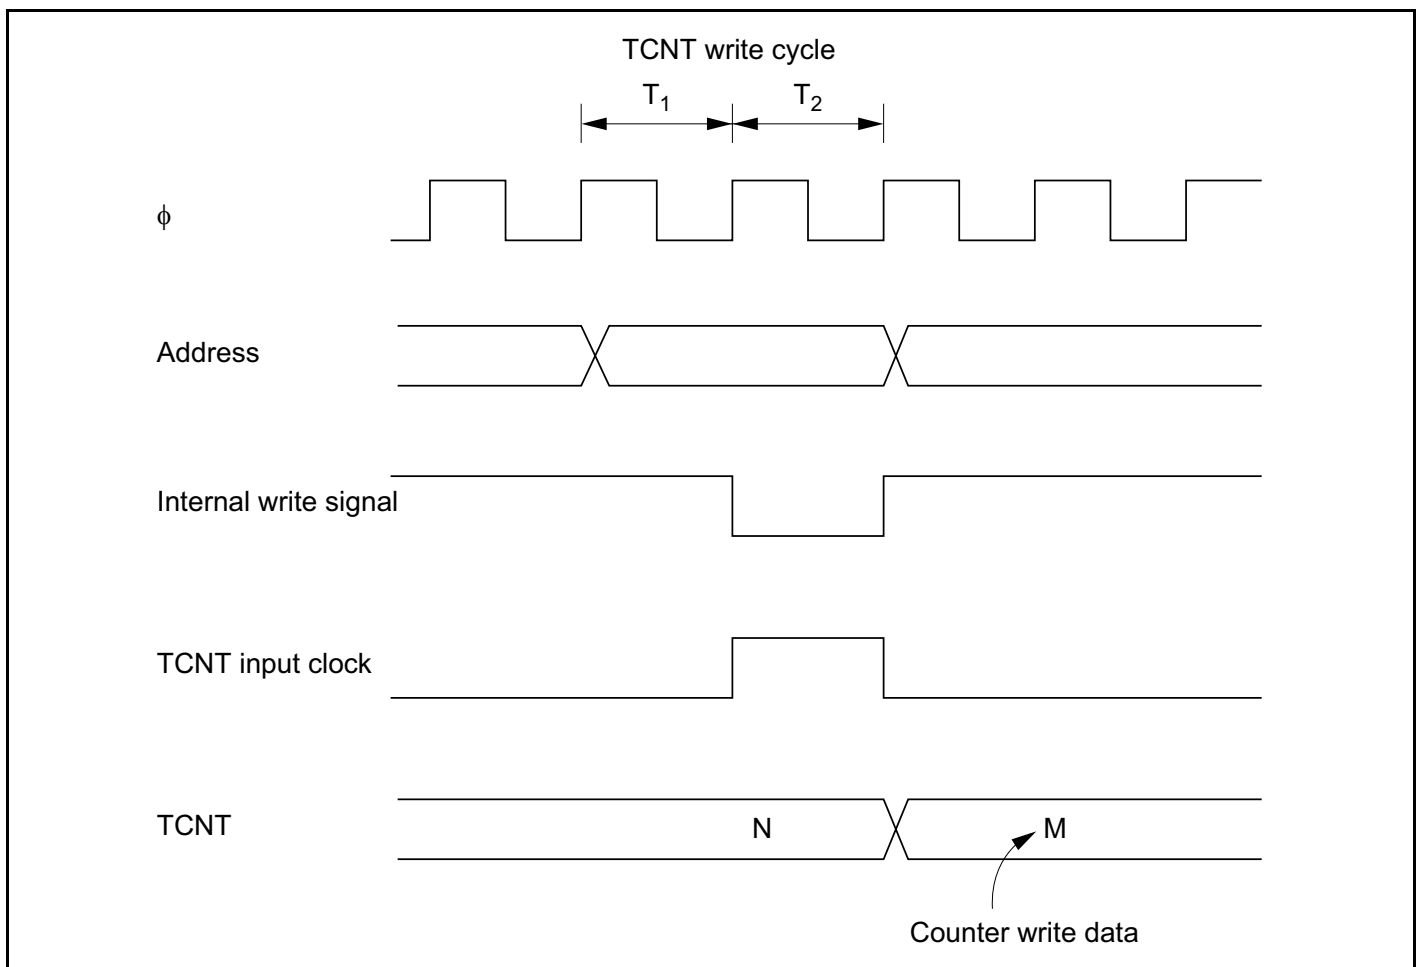 TCNT write cycle
T1 T2
ϕ
Address
Internal write signal
TCNT input clock
TCNT N M
Counter write data